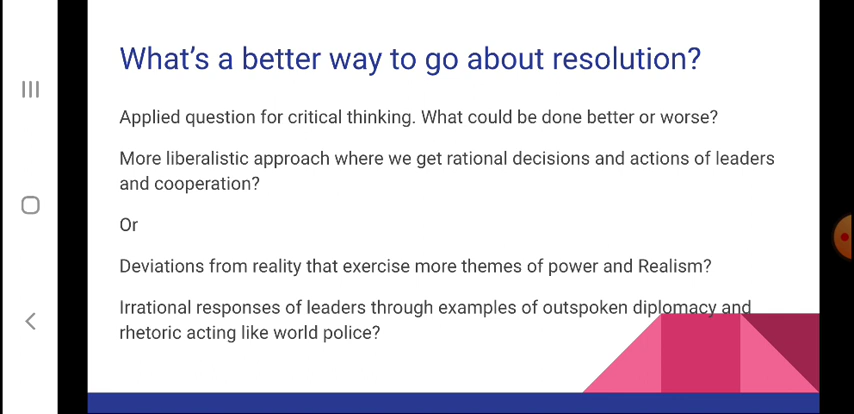 What's a better way to go about resolution?
Applied question for critical thinking. What could be done better or worse?
More liberalistic approach where we get rational decisions and actions of leaders
and cooperation?
Or
Deviations from reality that exercise more themes of power and Realism?
Irrational responses of leaders through examples of outspoken diplomacy and
rhetoric acting like world police?